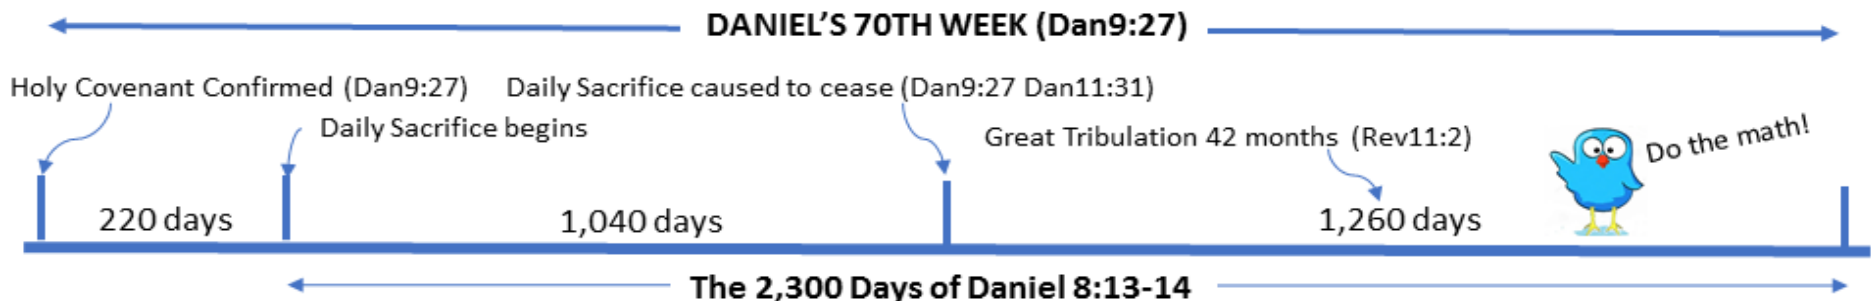 DANIEL'S 70TH WEEK (Dan9:27)
Holy Covenant Confirmed (Dan9:27)
Daily Sacrifice caused to cease (Dan9:27 Dan11:31)
Daily Sacrifice begins
Great Tribulation 42 months (Rev11:2)
Do the math!
220 days
1,040 days
1,260 days
The 2,300 Days of Daniel 8:13-14